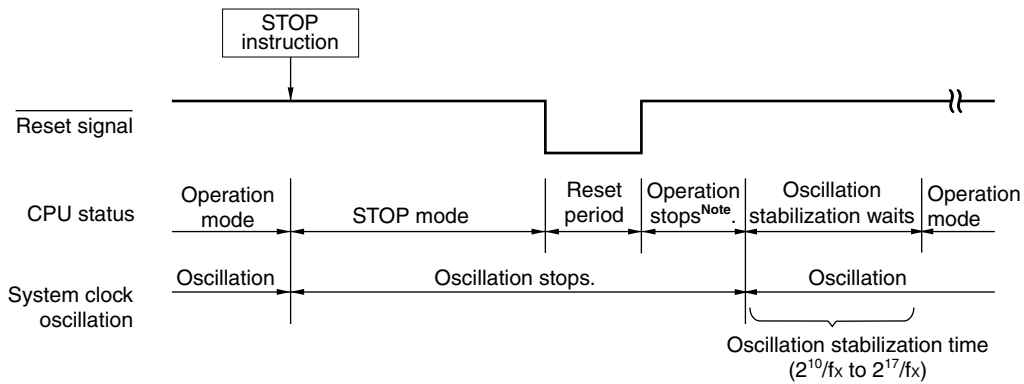 STOP
instruction
Reset signal
CPU status
Operation
mode
STOP mode
Reset
period
Operation
stopsNote.
Oscillation
stabilization waits
Operation
mode
System clock
oscillation
Oscillation
Oscillation stops.
Oscillation
Oscillation stabilization time
(2¹⁰/fx to 2¹⁷/fx)